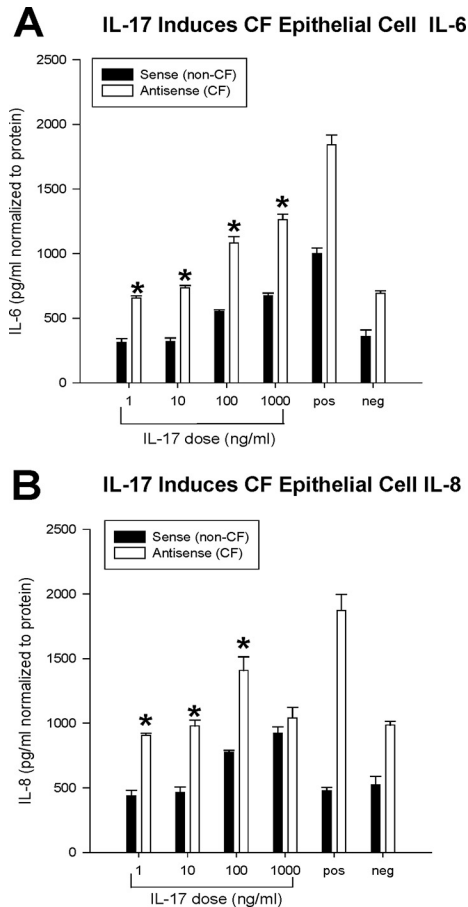 A
IL-17 Induces CF Epithelial Cell IL-6
2500
Sense (non-CF)
Antisense (CF)
2000
1500
1000
500
0
IL-6 (pg/ml normalized to protein)
* * * *
1 10 100 1000 pos neg
IL-17 dose (ng/ml)
B
IL-17 Induces CF Epithelial Cell IL-8
2500
Sense (non-CF)
Antisense (CF)
2000
1500
1000
500
0
IL-8 (pg/ml normalized to protein)
* * *
1 10 100 1000 pos neg
IL-17 dose (ng/ml)